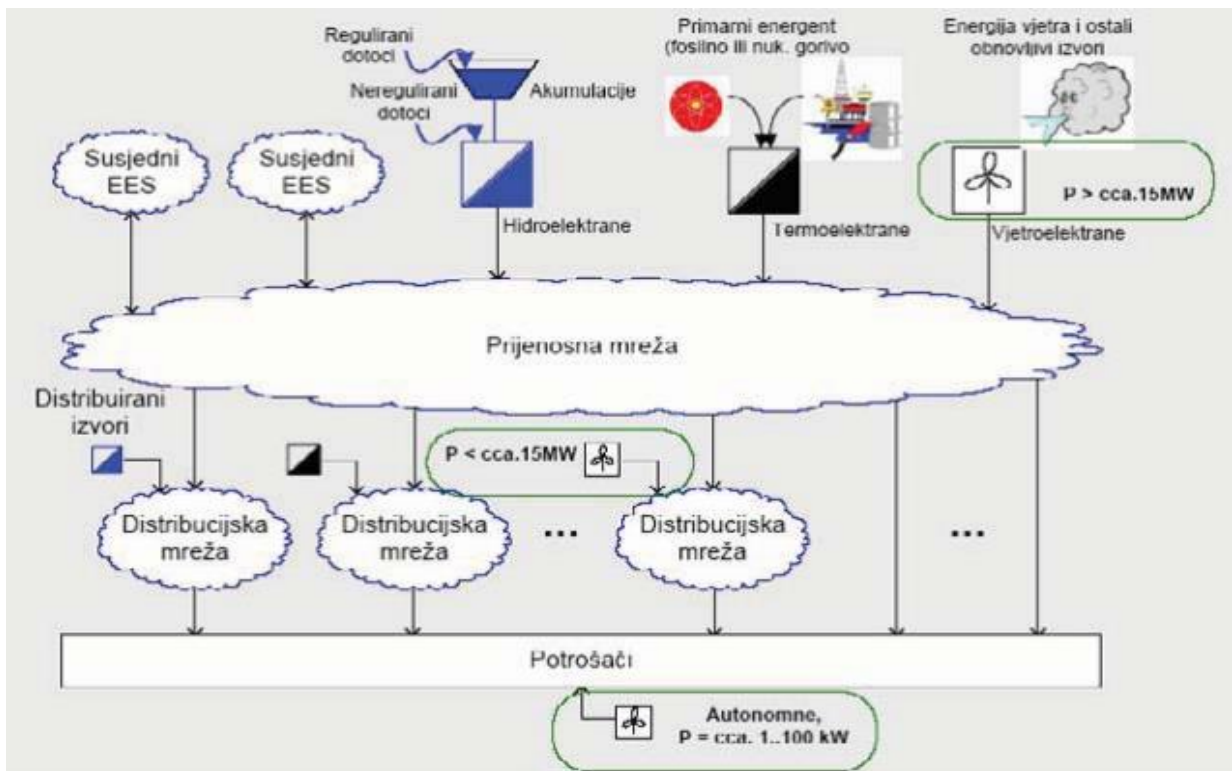 Regulirani
dotoci
Neregulirani
dotoci
Akumulacije
Primarni energent
(fosilno ili nuk. gorivo
Energija vjetra i ostali
obnovljivi izvori
Susjedni
EES
Susjedni
EES
P > cca.15MW
Hidroelektrane
Termoelektrane
Vjetroelektrane
Prijenosna mreža
Distribuirani
izvori
P < cca.15MW
Distribucijska
mreža
Distribucijska
mreža
...
Distribucijska
mreža
...
Potrošači
Autonomne,
P = cca. 1..100 kW